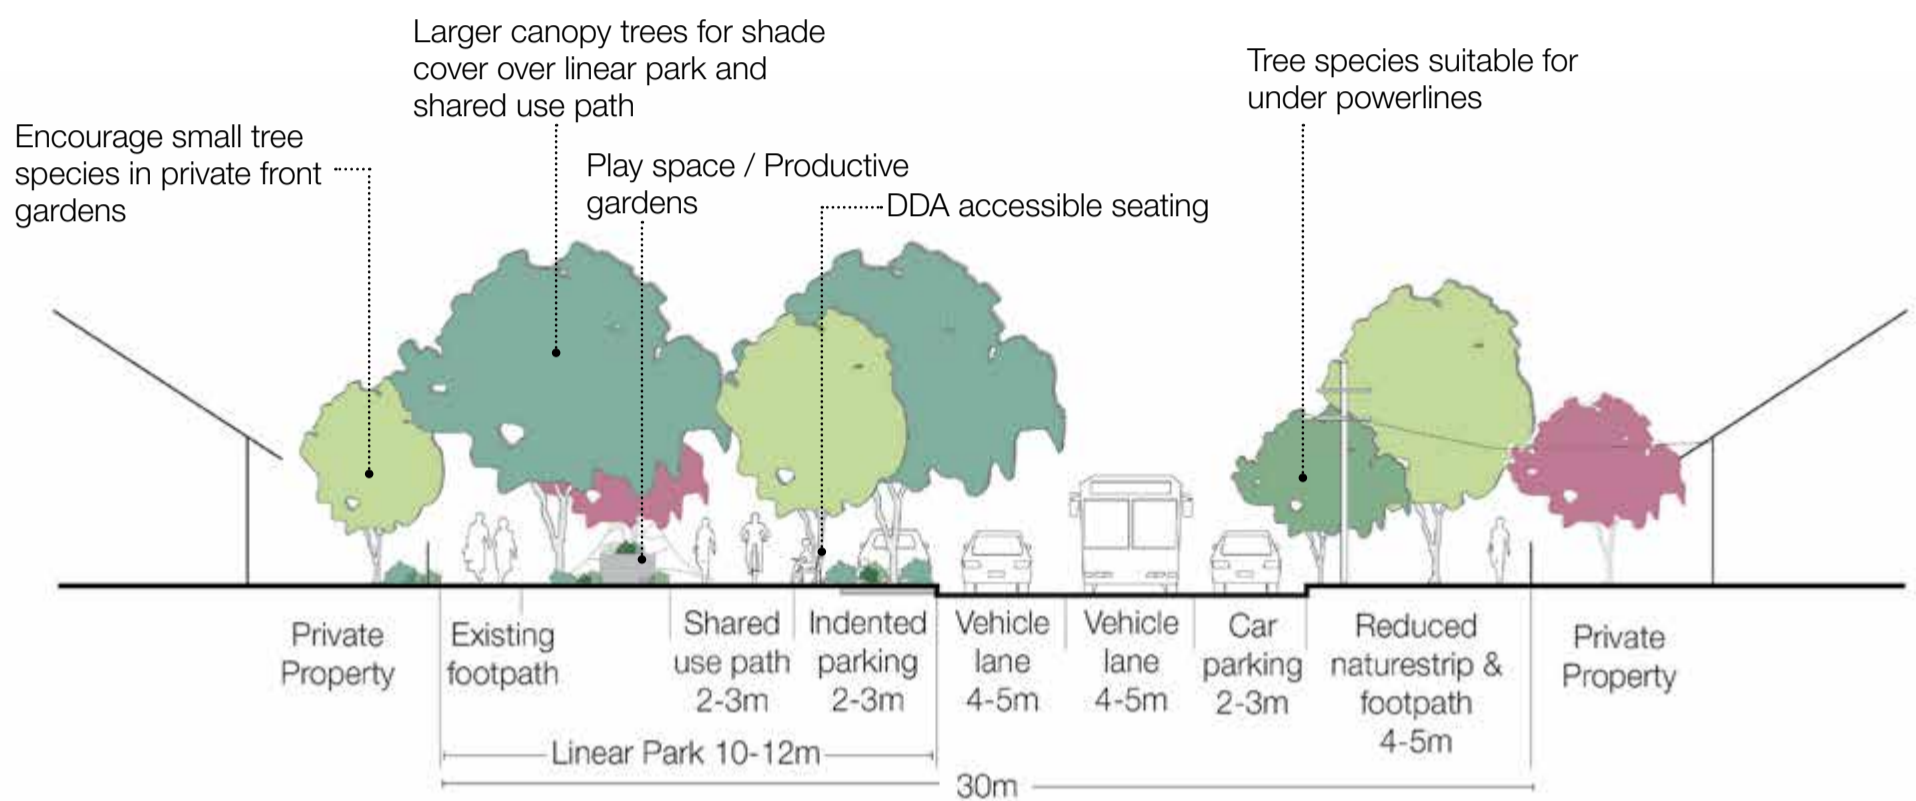 Larger canopy trees for shade
cover over linear park and
shared use path
Tree species suitable for
under powerlines
Encourage small tree
species in private front
gardens
Play space / Productive
gardens
DDA accessible seating
Private
Property
Existing
footpath
Shared
use path
2-3m
Indented
parking
2-3m
Vehicle
lane
4-5m
Vehicle
lane
4-5m
Car
parking
2-3m
Reduced
naturestrip &
footpath
4-5m
Private
Property
Linear Park 10-12m
30m